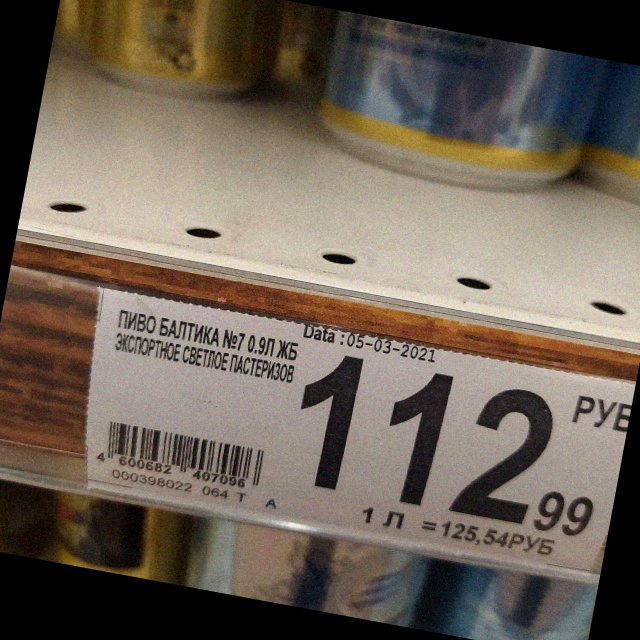 ПИВО БАЛТИКА №7 0.9Л ЖБ
ЭКСПОРТНОЕ СВЕТЛОЕ ПАСТЕРИЗОВ
Data :05-03-2021
112 99 РУБ
4 600682 407096
000398022 064 T A
1 Л =125,54РУБ